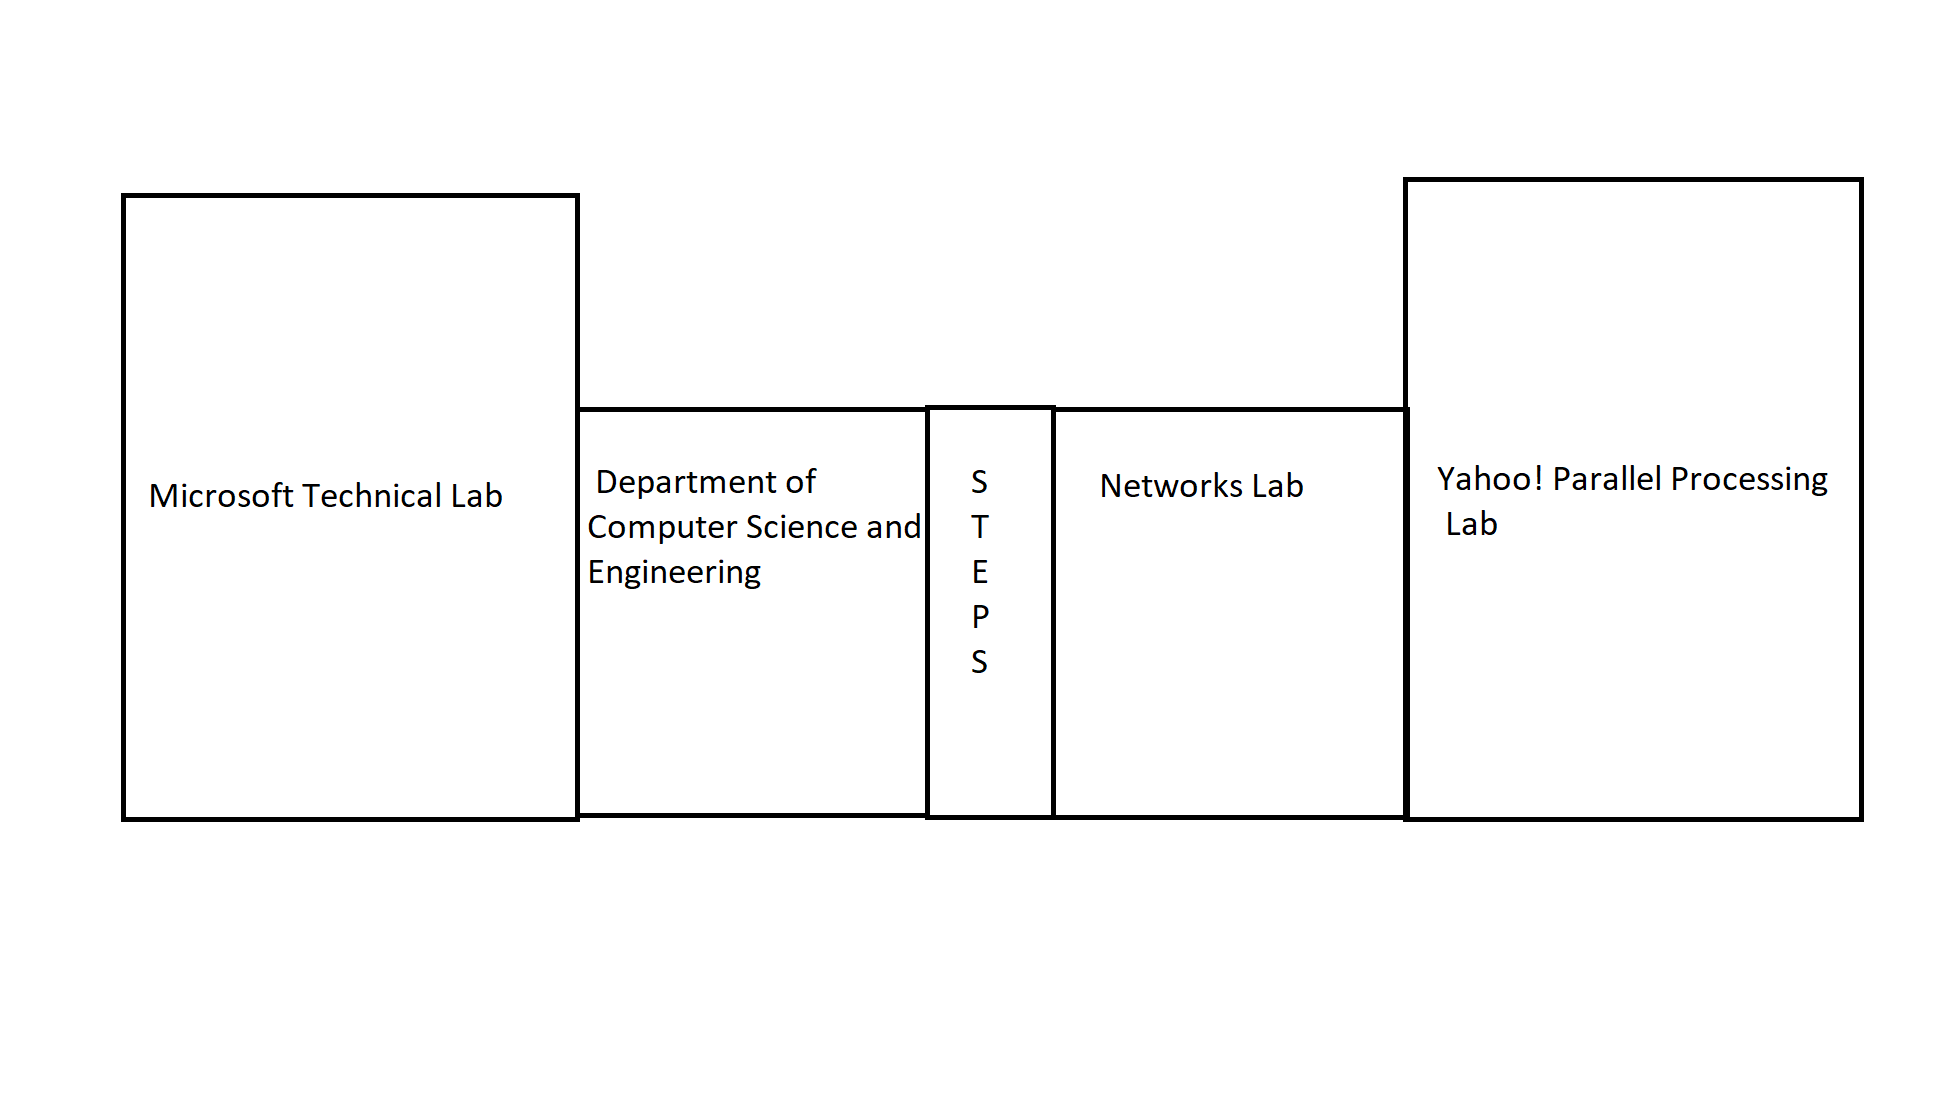 Microsoft Technical Lab
Department of
Computer Science and
Engineering
S
T
E
P
S
Networks Lab
Yahoo! Parallel Processing
Lab